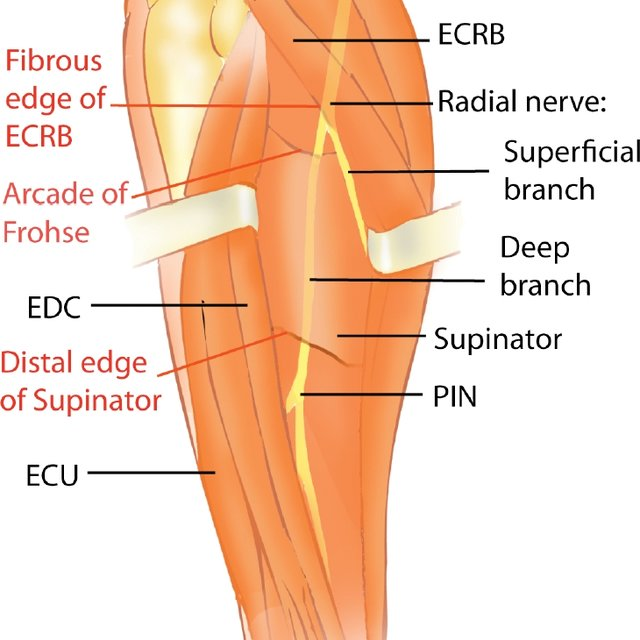 ECRB
Fibrous
edge of
ECRB
Radial nerve:
Superficial
branch
Arcade of
Frohse
Deep
branch
EDC
Supinator
Distal edge
of Supinator
PIN
ECU